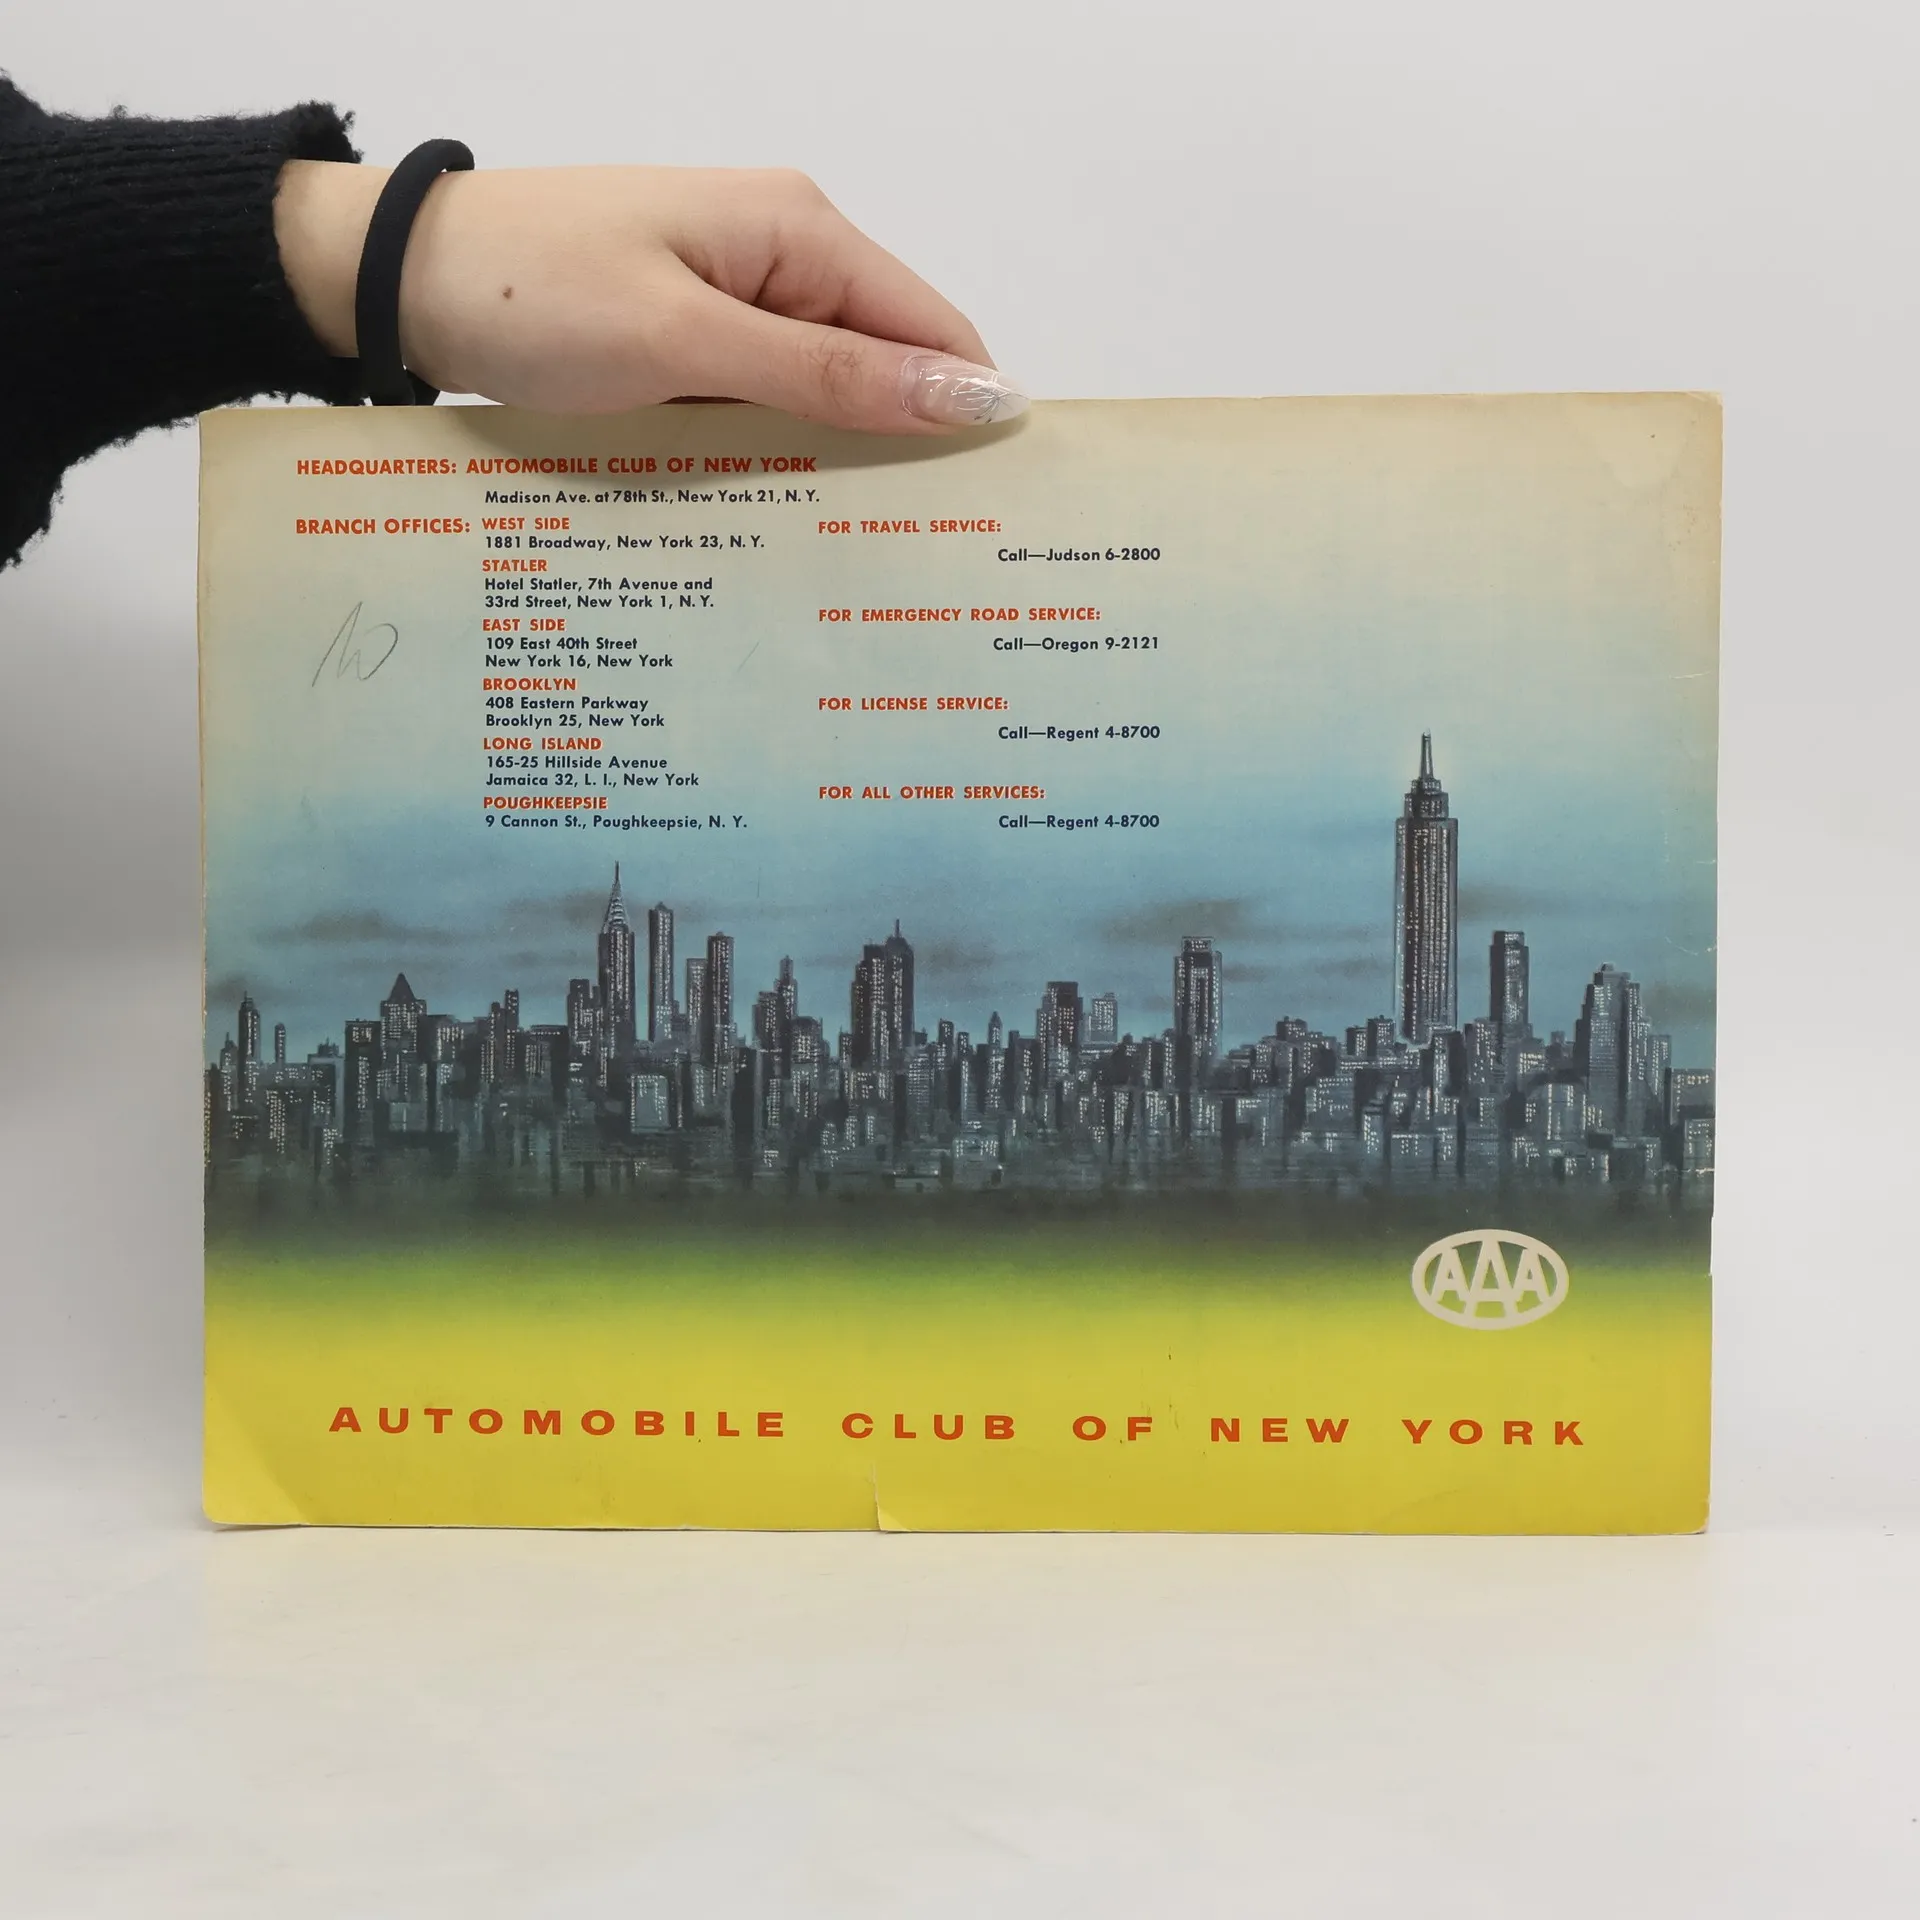 HEADQUARTERS: AUTOMOBILE CLUB OF NEW YORK
Madison Ave. at 78th St., New York 21, N. Y.
BRANCH OFFICES: WEST SIDE
1881 Broadway, New York 23, N. Y.
STATLER
Hotel Statler, 7th Avenue and
33rd Street, New York 1, N. Y.
EAST SIDE
109 East 40th Street
New York 16, New York
BROOKLYN
408 Eastern Parkway
Brooklyn 25, New York
LONG ISLAND
165-25 Hillside Avenue
Jamaica 32, L. I., New York
POUGHKEEPSIE
9 Cannon St., Poughkeepsie, N. Y.
FOR TRAVEL SERVICE:
Call—Judson 6-2800
FOR EMERGENCY ROAD SERVICE:
Call—Oregon 9-2121
FOR LICENSE SERVICE:
Call—Regent 4-8700
FOR ALL OTHER SERVICES:
Call—Regent 4-8700
AAA
AUTOMOBILE CLUB OF NEW YORK